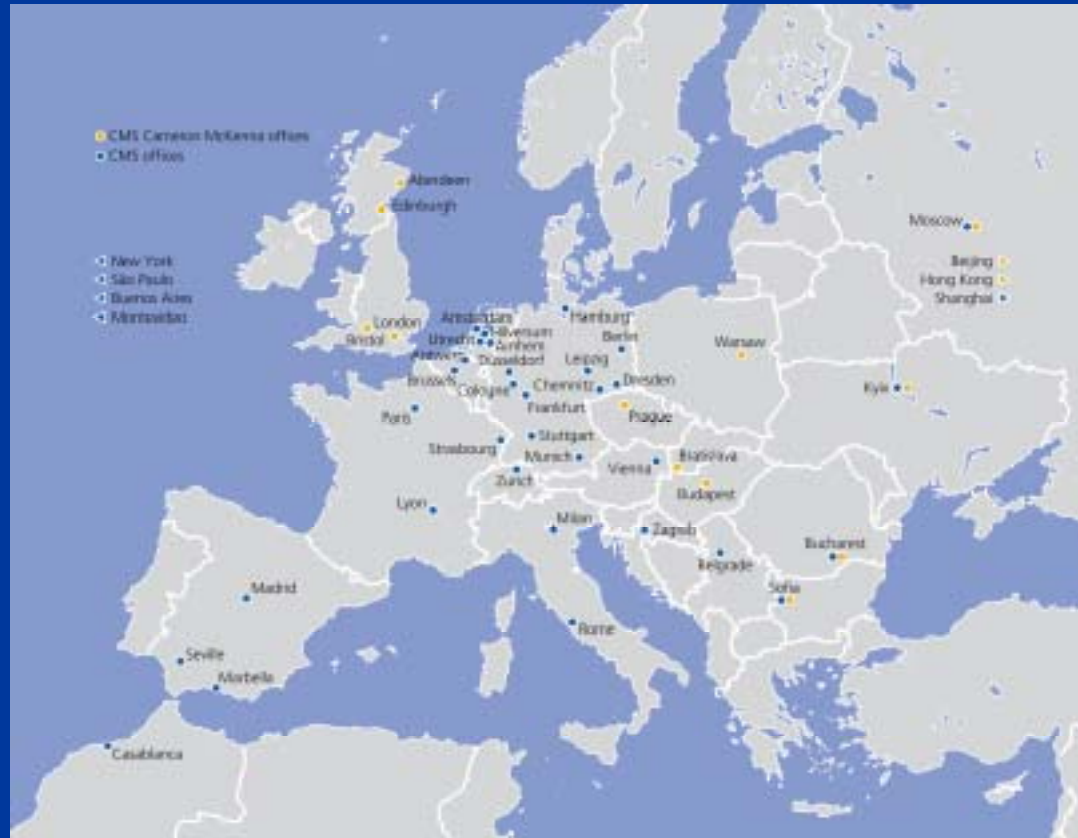 CMS Cameron McKenna offices
CMS offices
Aberdeen
Edinburgh
Moscow
New York
São Paulo
Buenos Aires
Montevideo
Beijing
Hong Kong
Shanghai
London
Bristol
Amsterdam
Hilversum
Utrecht
Arnhem
Antwerp
Brussels
Düsseldorf
Cologne
Hamburg
Berlin
Leipzig
Chemnitz
Dresden
Frankfurt
Warsaw
Kyiv
Prague
Paris
Strasbourg
Stuttgart
Munich
Zurich
Vienna
Bratislava
Budapest
Lyon
Milan
Zagreb
Belgrade
Bucharest
Sofia
Madrid
Rome
Seville
Marbella
Casablanca